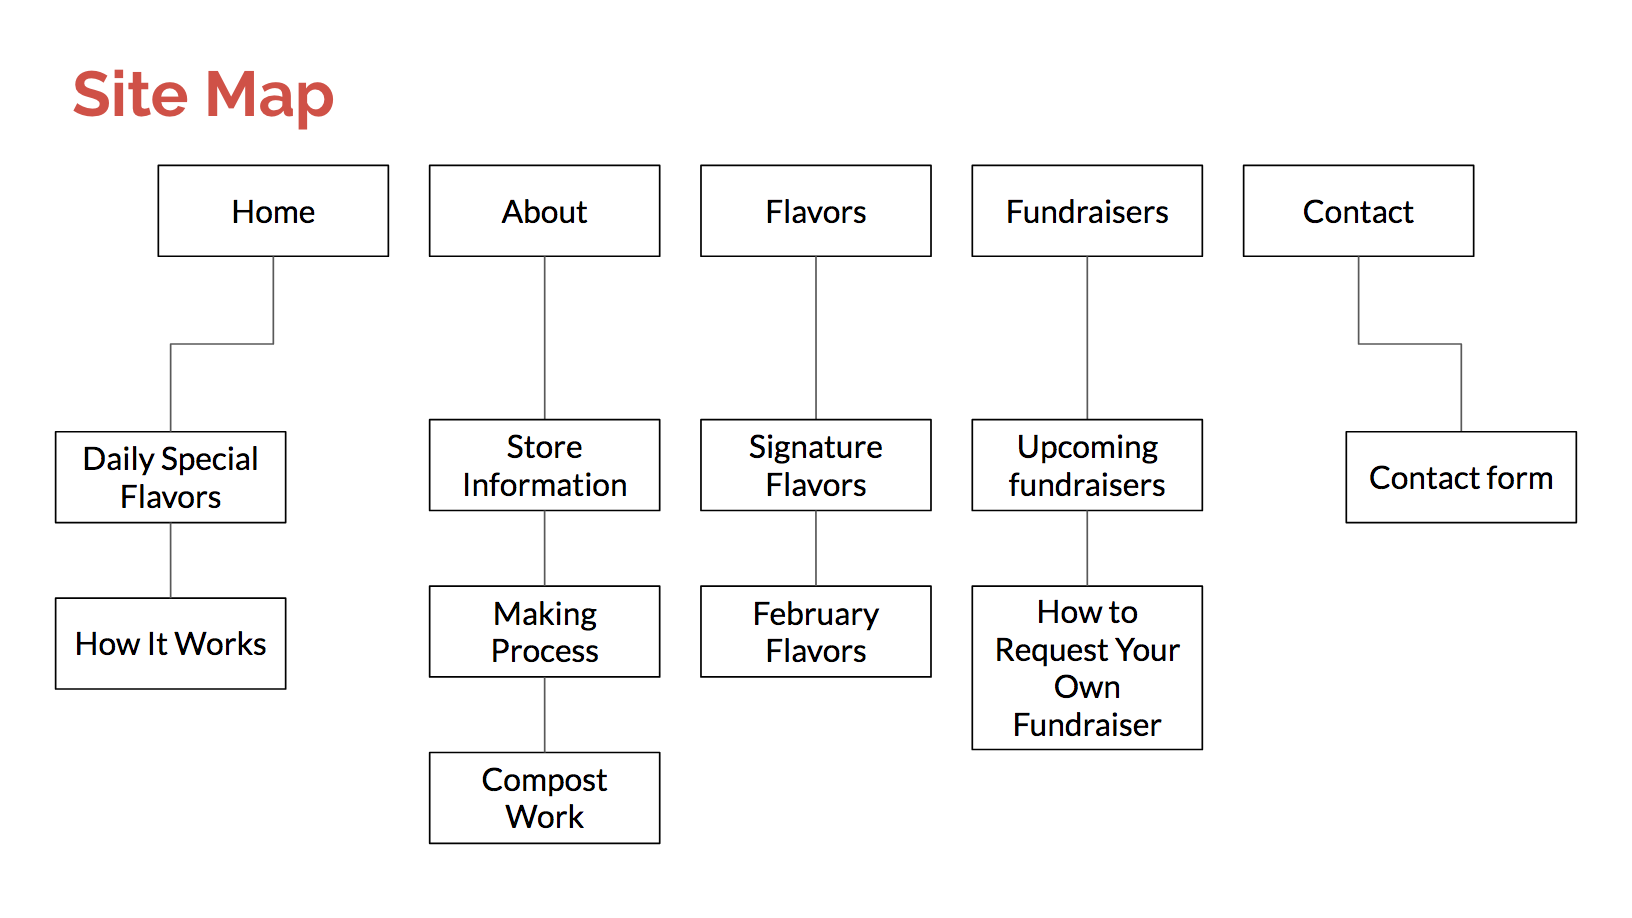 Site Map
Home
About
Flavors
Fundraisers
Contact
Daily Special
Flavors
How It Works
Store
Information
Making
Process
Compost
Work
Signature
Flavors
February
Flavors
Upcoming
fundraisers
How to
Request Your
Own
Fundraiser
Contact form